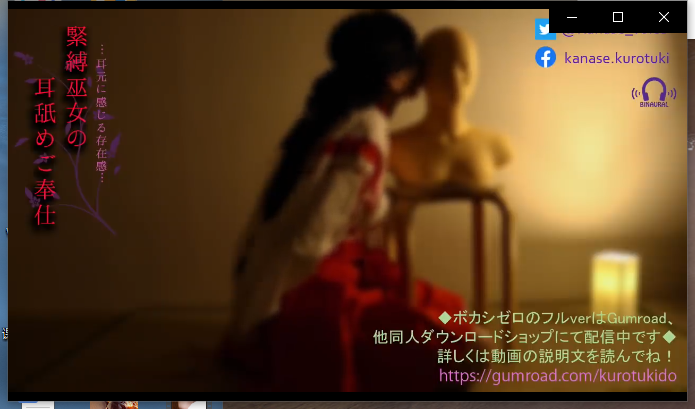 緊縛巫女の
耳舐めご奉仕
…耳元に感じる存在感…
kanase.kurotuki
BINAURAL
◆ボカシゼロのフルverはGumroad、
他同人ダウンロードショップにて配信中です◆
詳しくは動画の説明文を読んでね！
https://gumroad.com/kurotukido